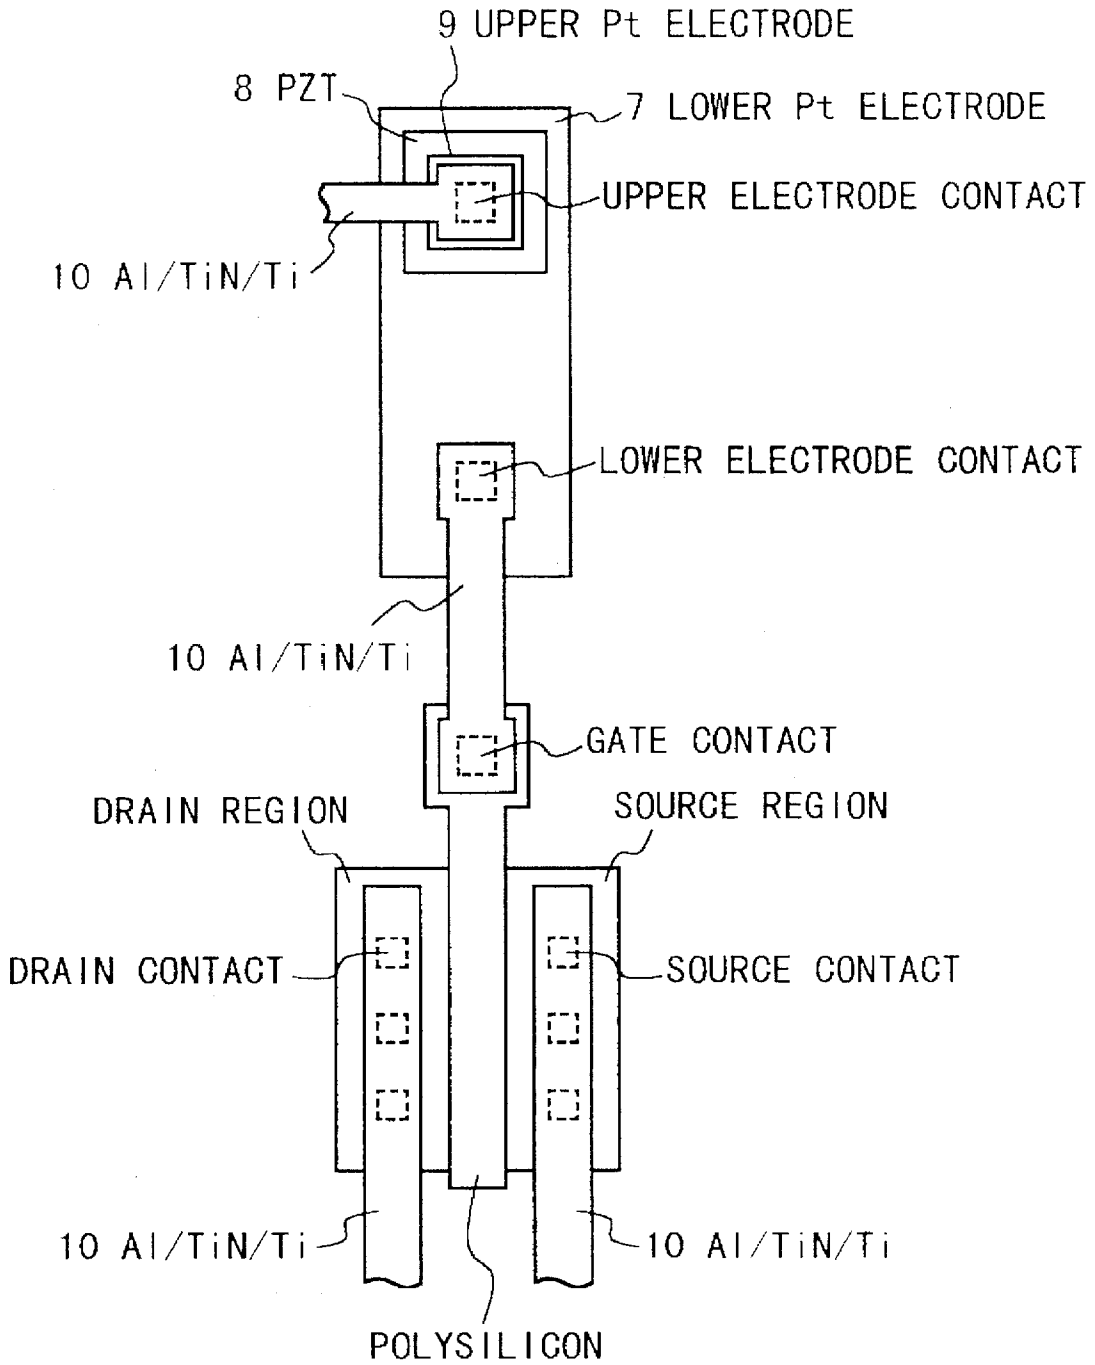 9 UPPER Pt ELECTRODE
8 PZT
7 LOWER Pt ELECTRODE
UPPER ELECTRODE CONTACT
10 Al/TiN/Ti
LOWER ELECTRODE CONTACT
10 Al/TiN/Ti
GATE CONTACT
DRAIN REGION
SOURCE REGION
DRAIN CONTACT
SOURCE CONTACT
10 Al/TiN/Ti
10 Al/TiN/Ti
POLYSILICON